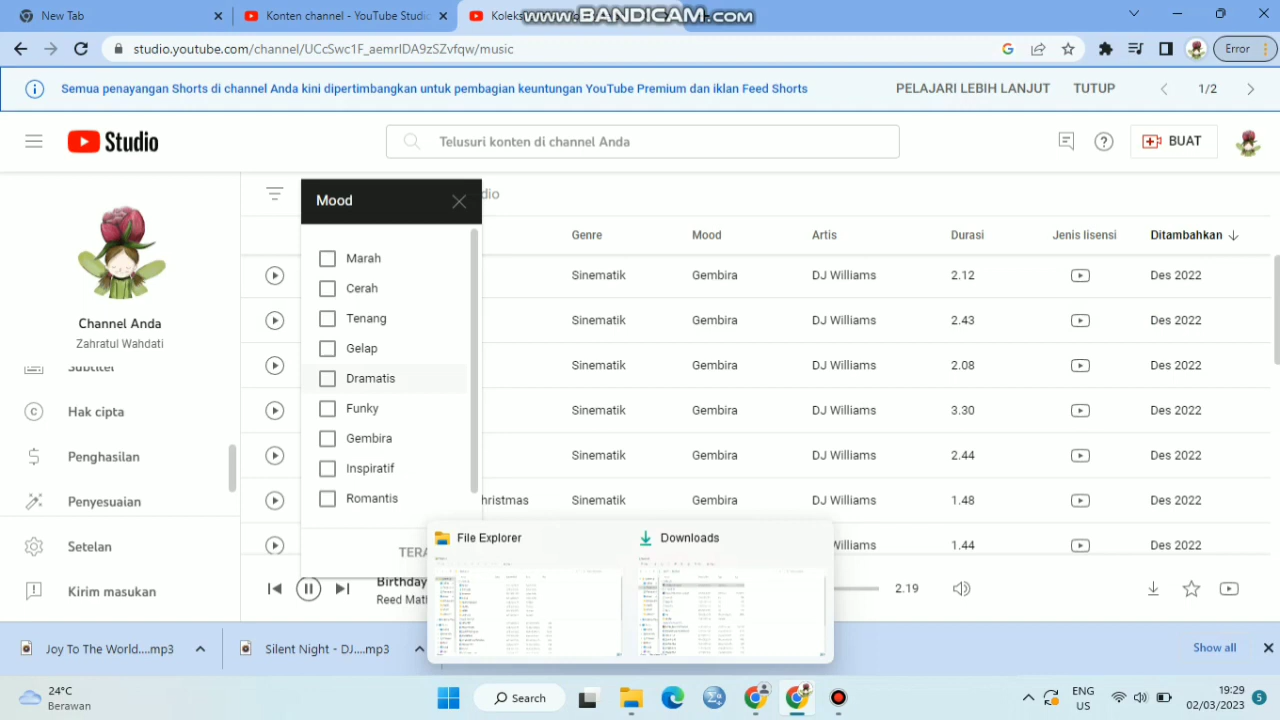 New Tab
YouTube Studio
Koleks
www.BANDICAM.com
studio.youtube.com/channel/UCcSwc1F_aemrIDA9zSZvfqw/music
Error
Semua penayangan Shorts di channel Anda kini dipertimbangkan untuk pembagian keuntungan YouTube Premium dan iklan Feed Shorts
PELAJARI LEBIH LANJUT
TUTUP
1/2
Studio
Telusuri konten di channel Anda
BUAT
Channel Anda
Zahratul Wahdati
Subtitel
Hak cipta
Penghasilan
Penyesuaian
Setelan
Kirim masukan
Mood
dio
Marah
Cerah
Tenang
Gelap
Dramatis
Funky
Gembira
Inspiratif
Romantis
TERA
Genre Mood Artis Durasi Jenis lisensi Ditambahkan
Sinematik Gembira DJ Williams 2.12 Des 2022
Sinematik Gembira DJ Williams 2.43 Des 2022
Sinematik Gembira DJ Williams 2.08 Des 2022
Sinematik Gembira DJ Williams 3.30 Des 2022
Sinematik Gembira DJ Williams 2.44 Des 2022
hristmas Sinematik Gembira DJ Williams 1.48 Des 2022
Villiams 1.44 Des 2022
File Explorer
Downloads
Birthday
Reed Mat
2.19
Joy To The World....mp3
Silent Night - DJ....mp3
Show all
24°C
Berawan
Search
ENG
US
19:29
02/03/2023
5